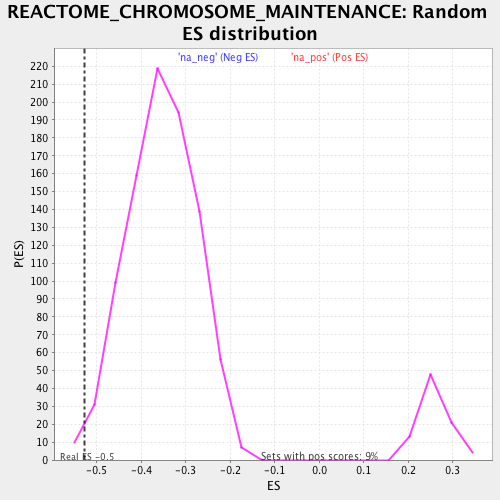 REACTOME_CHROMOSOME_MAINTENANCE: Random
ES distribution
'na_neg' (Neg ES) 'na_pos' (Pos ES)
220
210
200
190
180
170
160
150
140
130
120
110
100
90
80
70
60
50
40
30
20
10
0
P(ES)
Real ES -0.5
Sets with pos scores: 9%
-0.5 -0.4 -0.3 -0.2 -0.1 0.0 0.1 0.2 0.3
ES